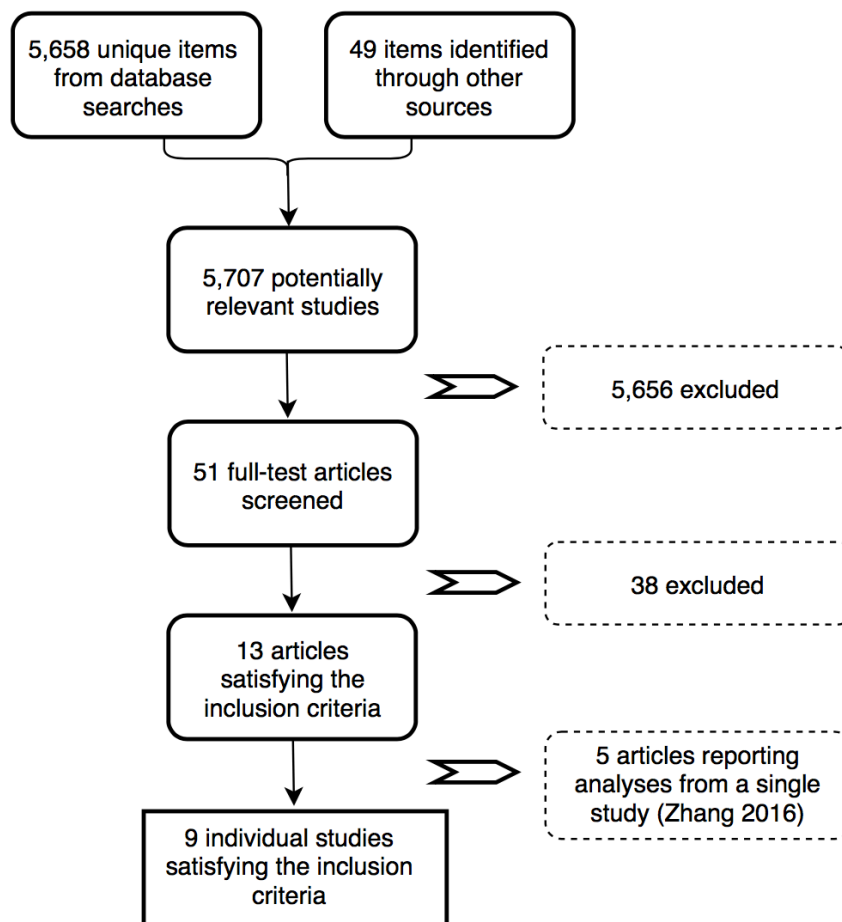 5,658 unique items
from database
searches
49 items identified
through other
sources
5,707 potentially
relevant studies
5,656 excluded
51 full-test articles
screened
38 excluded
13 articles
satisfying the
inclusion criteria
5 articles reporting
analyses from a single
study (Zhang 2016)
9 individual studies
satisfying the inclusion
criteria